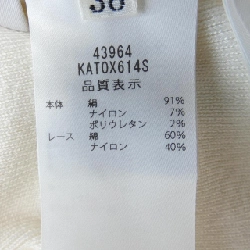 38
43964
KATOX614S
品質表示
本体 絹 91%
ナイロン 7%
ポリウレタン 2%
レース 綿 60%
ナイロン 40%